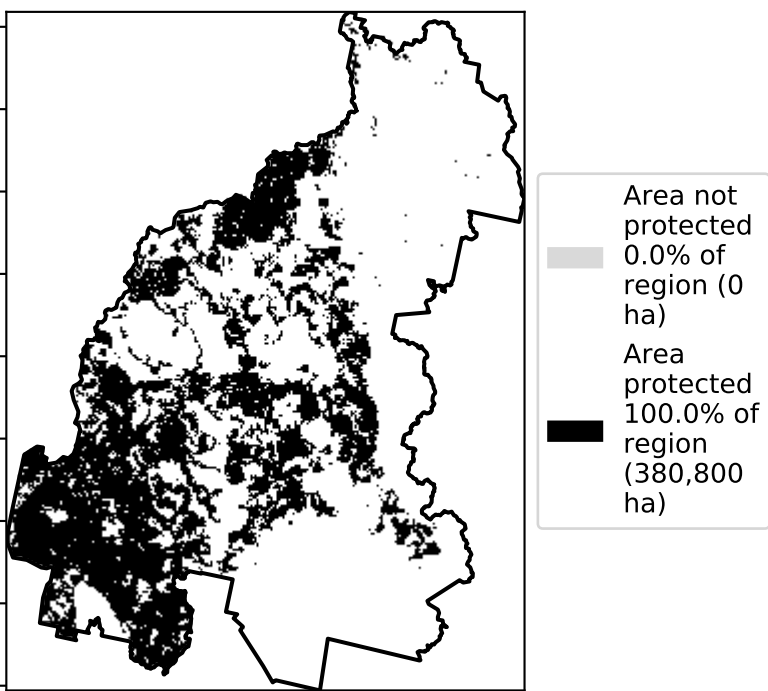 Area not
protected
0.0% of
region (0
ha)
Area
protected
100.0% of
region
(380,800
ha)